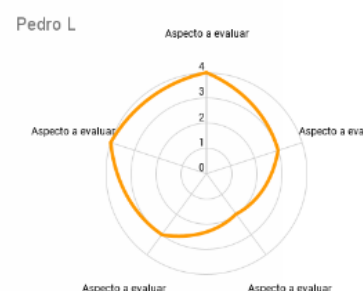 Pedro L
Aspecto a evaluar
4
3
2
1
0
Aspecto a evaluar
Aspecto a eva
Aspecto a evaluar
Aspecto a evaluar